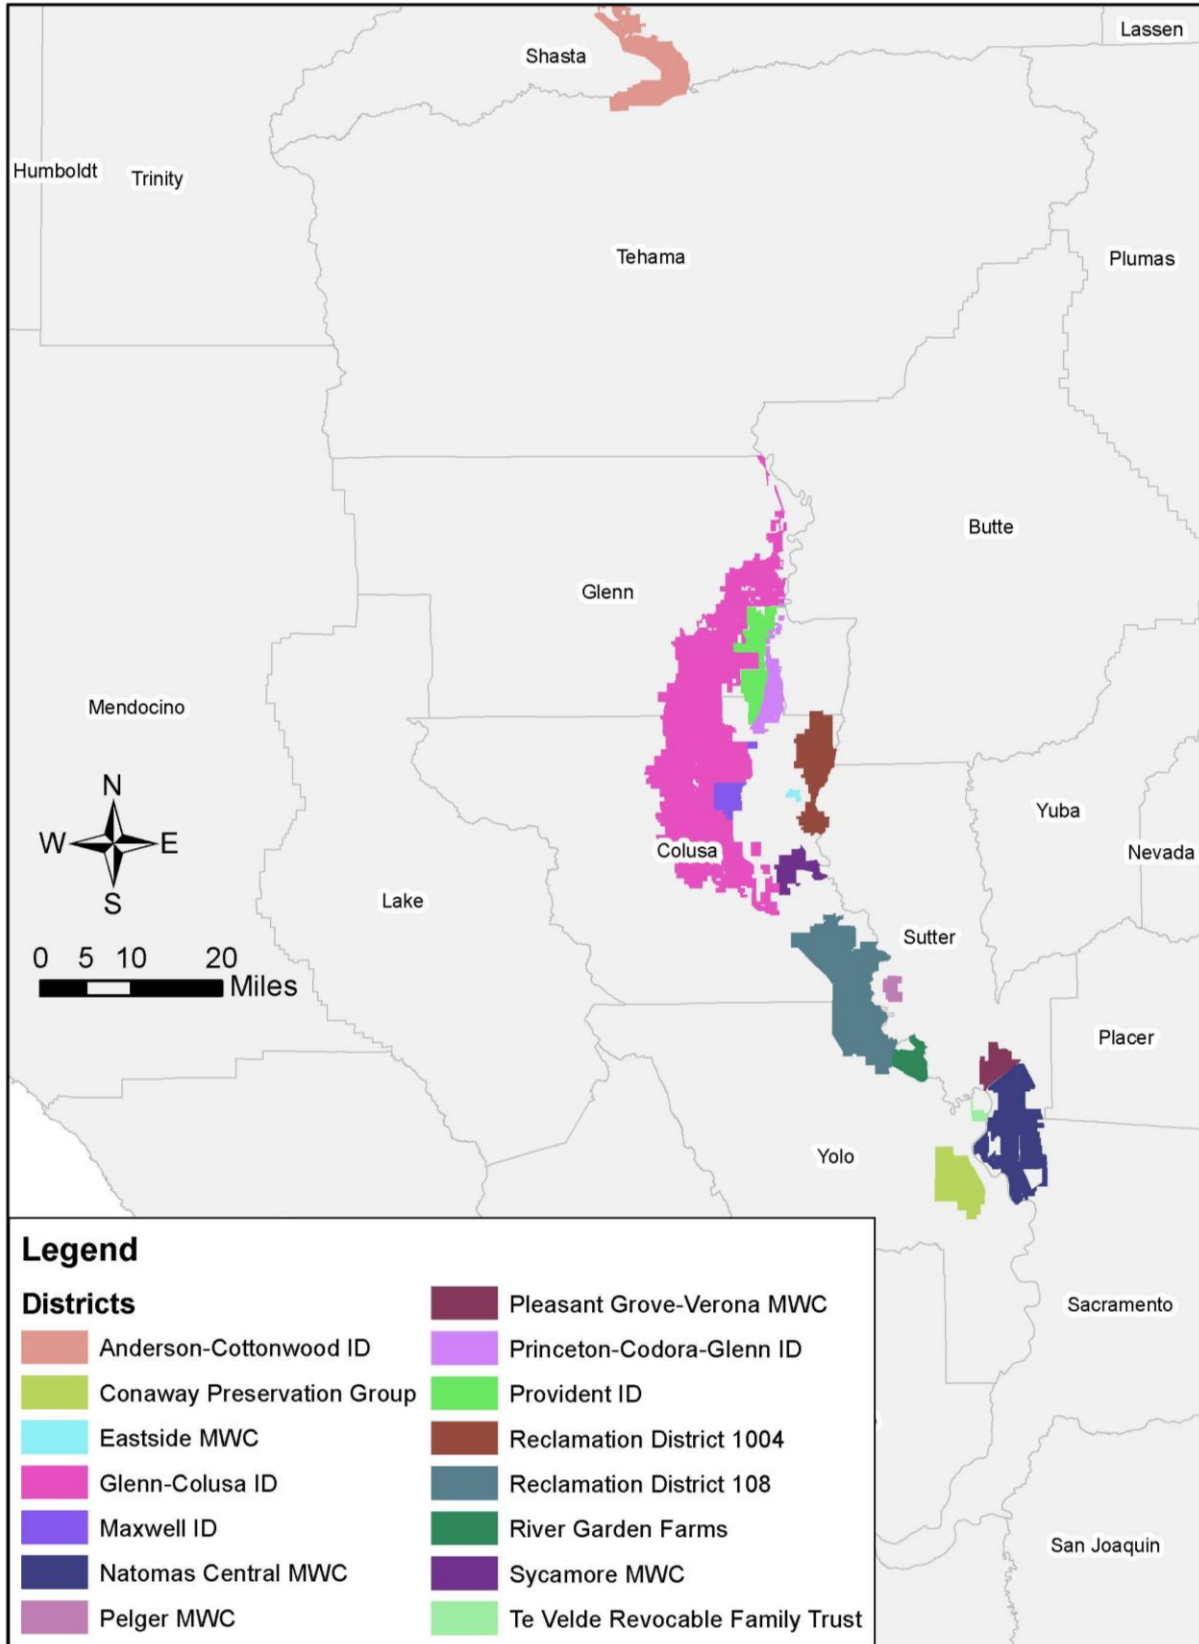 Lassen
Shasta
Humboldt
Trinity
Tehama
Plumas
Butte
Glenn
Mendocino
N
W E
S
Yuba
Nevada
Colusa
Lake
Sutter
0 5 10 20
Miles
Placer
Yolo
Sacramento
San Joaquin
Legend
Districts
Anderson-Cottonwood ID
Conaway Preservation Group
Eastside MWC
Glenn-Colusa ID
Maxwell ID
Natomas Central MWC
Pelger MWC
Pleasant Grove-Verona MWC
Princeton-Codora-Glenn ID
Provident ID
Reclamation District 1004
Reclamation District 108
River Garden Farms
Sycamore MWC
Te Velde Revocable Family Trust